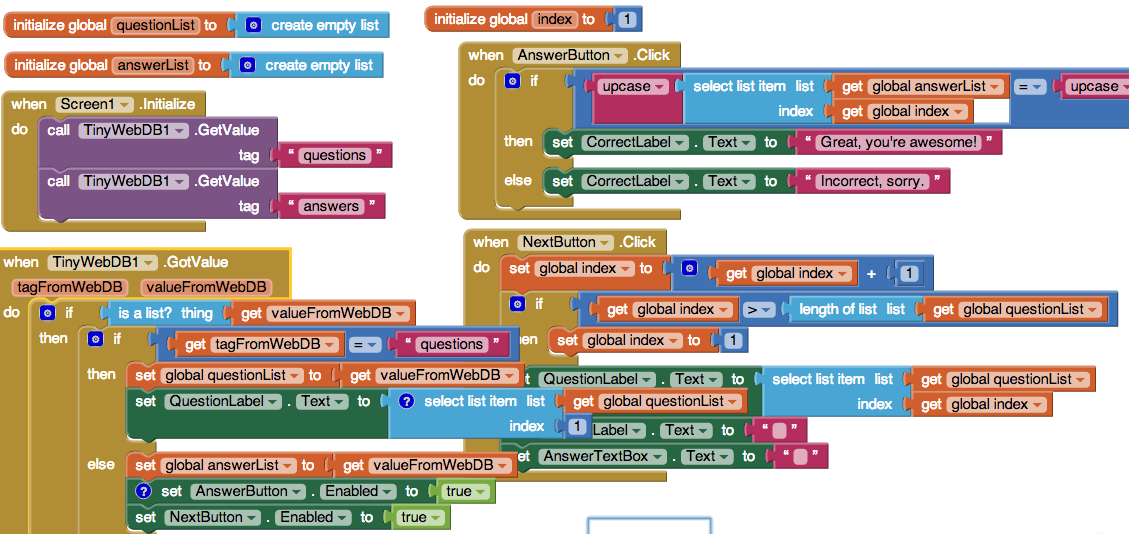 initialize global questionList to create empty list
initialize global answerList to create empty list
when Screen1 .Initialize
do call TinyWebDB1 .GetValue
tag " questions "
call TinyWebDB1 .GetValue
tag " answers "
when TinyWebDB1 .GotValue
tagFromWebDB valueFromWebDB
do if is a list? thing get valueFromWebDB
then if get tagFromWebDB = " questions "
then set global questionList to get valueFromWebDB
set QuestionLabel . Text to ? select list item list get global questionList
index 1
else set global answerList to get valueFromWebDB
? set AnswerButton . Enabled to true
set NextButton . Enabled to true
initialize global index to 1
when AnswerButton .Click
do if upcase select list item list get global answerList = upcase
index get global index
then set CorrectLabel . Text to " Great, you're awesome! "
else set CorrectLabel . Text to " Incorrect, sorry. "
when NextButton .Click
do set global index to get global index + 1
if get global index > length of list list get global questionList
en set global index to 1
t QuestionLabel . Text to select list item list get global questionList
index get global index
Label . Text to " "
et AnswerTextBox . Text to " "